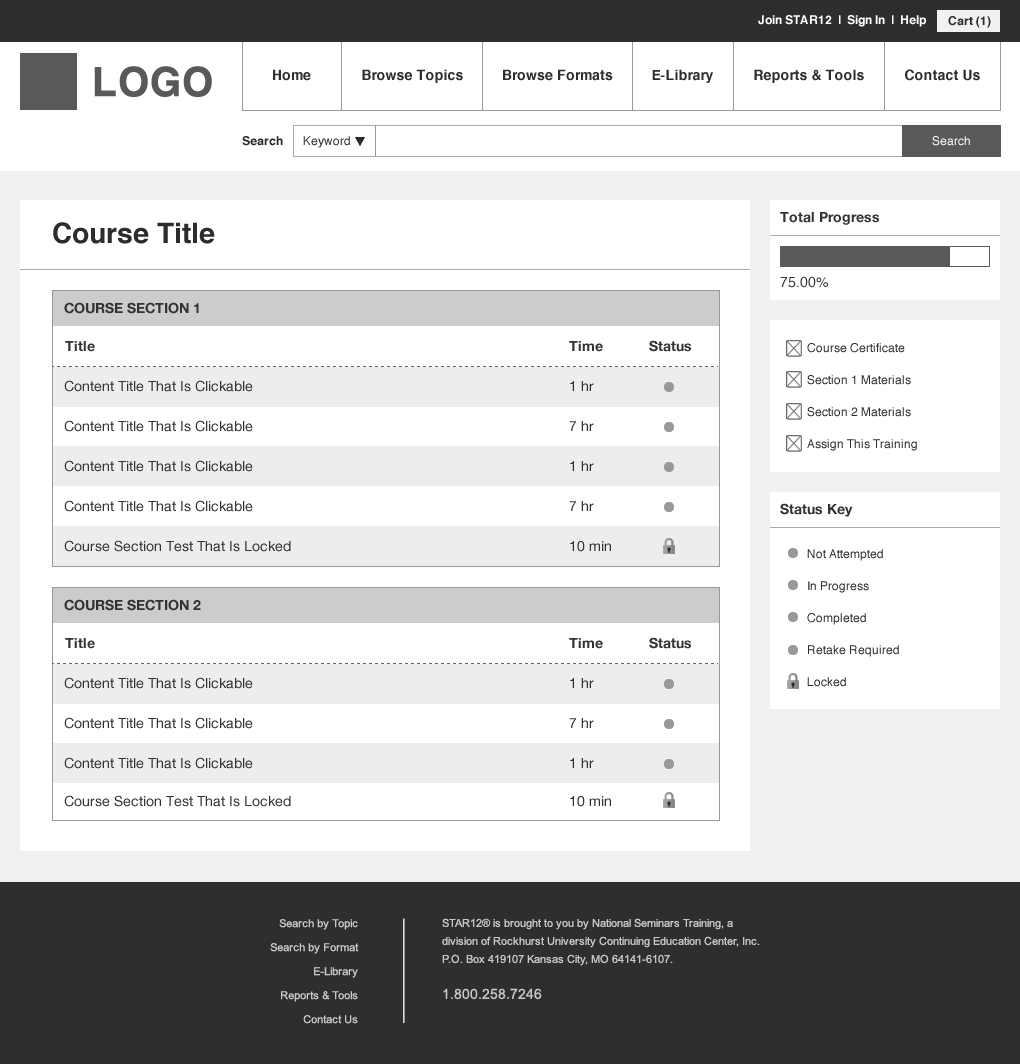 Join STAR12 | Sign In | Help Cart (1)
LOGO
Home Browse Topics Browse Formats E-Library Reports & Tools Contact Us
Search Keyword Search
Course Title
COURSE SECTION 1
Title Time Status
Content Title That Is Clickable 1 hr
Content Title That Is Clickable 7 hr
Content Title That Is Clickable 1 hr
Content Title That Is Clickable 7 hr
Course Section Test That Is Locked 10 min
COURSE SECTION 2
Title Time Status
Content Title That Is Clickable 1 hr
Content Title That Is Clickable 7 hr
Content Title That Is Clickable 1 hr
Course Section Test That Is Locked 10 min
Total Progress
75.00%
Course Certificate
Section 1 Materials
Section 2 Materials
Assign This Training
Status Key
Not Attempted
In Progress
Completed
Retake Required
Locked
Search by Topic
Search by Format
E-Library
Reports & Tools
Contact Us
STAR12® is brought to you by National Seminars Training, a
division of Rockhurst University Continuing Education Center, Inc.
P.O. Box 419107 Kansas City, MO 64141-6107.
1.800.258.7246